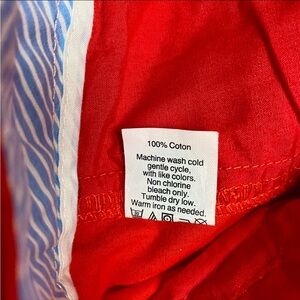 100% Coton
Machine wash cold
gentle cycle,
with like colors.
Non chlorine
bleach only.
Tumble dry low.
Warm iron as needed.